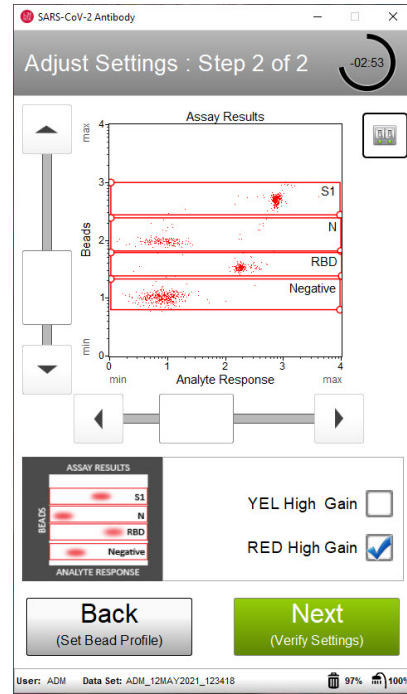 SARS-CoV-2 Antibody
Adjust Settings : Step 2 of 2
-02:53
Assay Results
max
Beads
min
4
3
2
1
0
S1
N
RBD
Negative
0 1 2 3 4
min Analyte Response max
ASSAY RESULTS
BEADS
S1
N
RBD
Negative
ANALYTE RESPONSE
YEL High Gain
RED High Gain
Back
(Set Bead Profile)
Next
(Verify Settings)
User: ADM Data Set: ADM_12MAY2021_123418 97% 100%